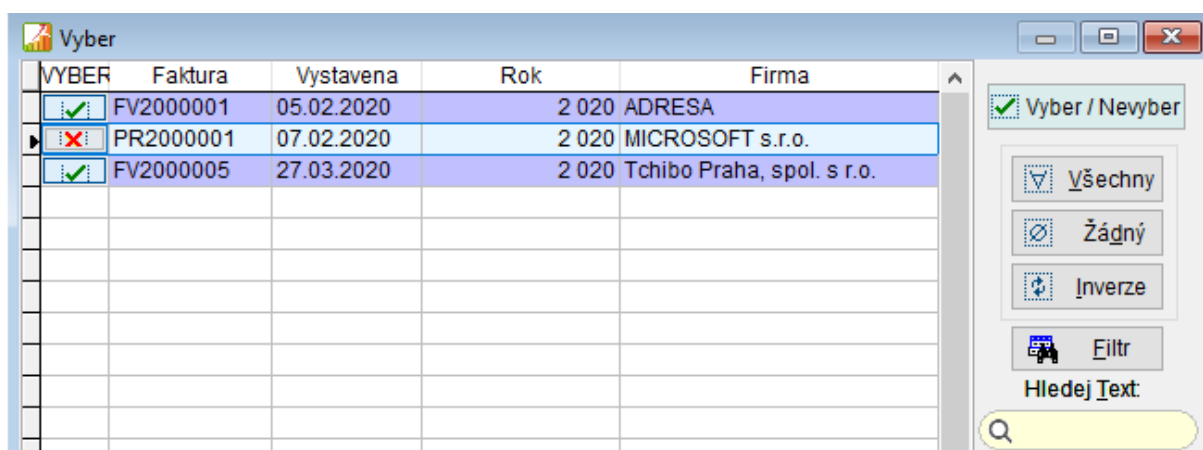 Vyber
VYBER Faktura Vystavena Rok Firma
FV2000001 05.02.2020 2 020 ADRESA
PR2000001 07.02.2020 2 020 MICROSOFT s.r.o.
FV2000005 27.03.2020 2 020 Tchibo Praha, spol. s r.o.
Vyber / Nevyber
Všechny
Žádný
Inverze
Filtr
Hledej Text: